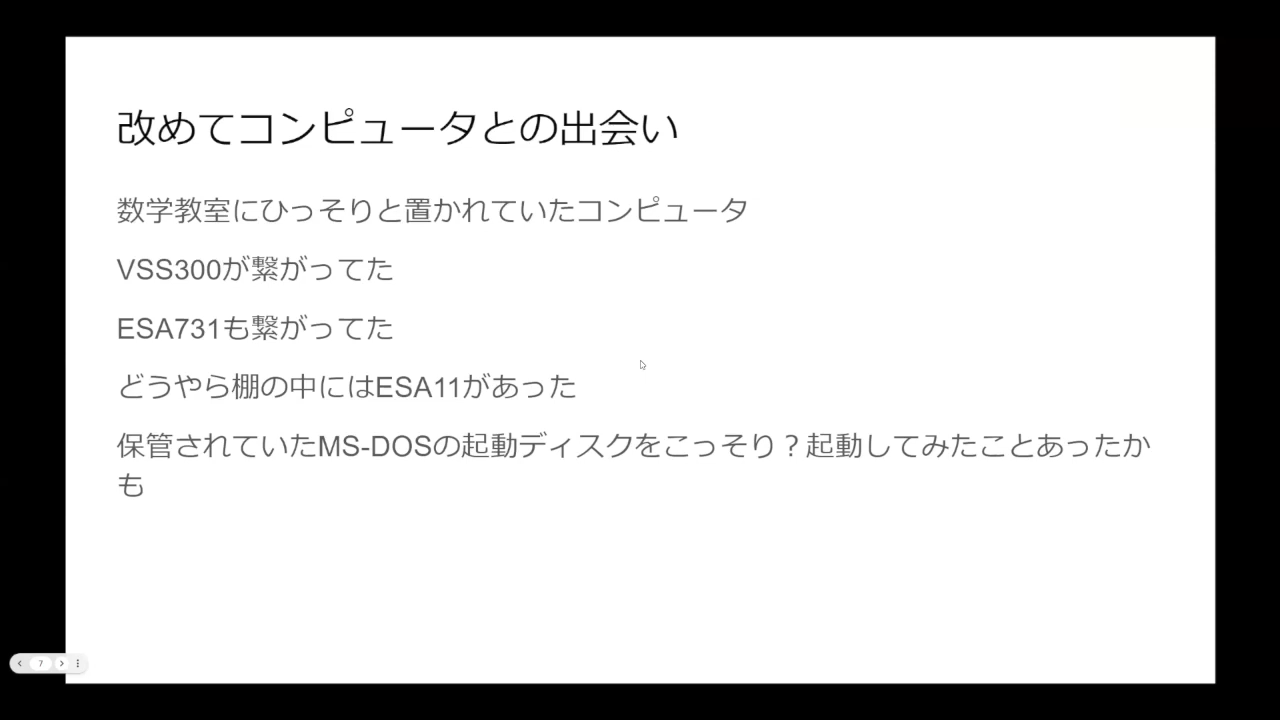 改めてコンピュータとの出会い
数学教室にひっそりと置かれていたコンピュータ
VSS300が繋がってた
ESA731も繋がってた
どうやら棚の中にはESA11があった
保管されていたMS-DOSの起動ディスクをこっそり？起動してみたことあったか
も
7